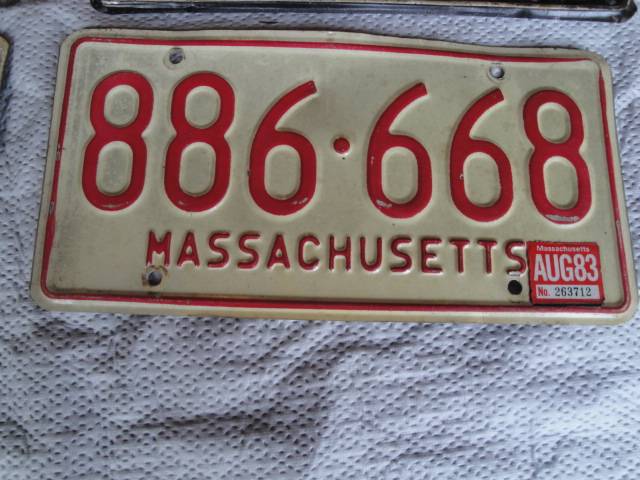 886·668
MASSACHUSETTS
Massachusetts
AUG83
No. 263712